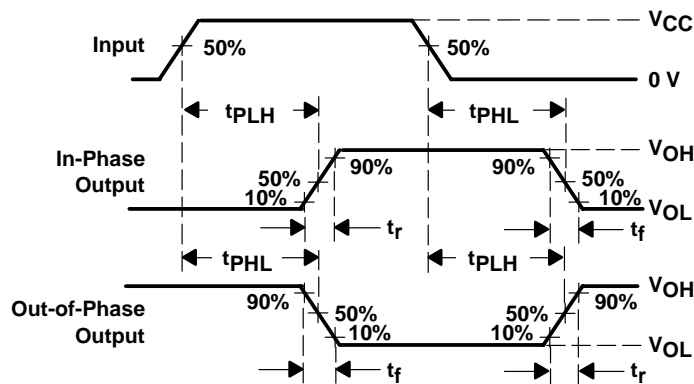 Input
50%
50%
VCC
0 V
tPLH
tPHL
In-Phase
Output
50%
10%
90%
90%
50%
10%
VOH
VOL
tr
tf
tPHL
tPLH
Out-of-Phase
Output
90%
50%
10%
50%
10%
90%
VOH
VOL
tf
tr